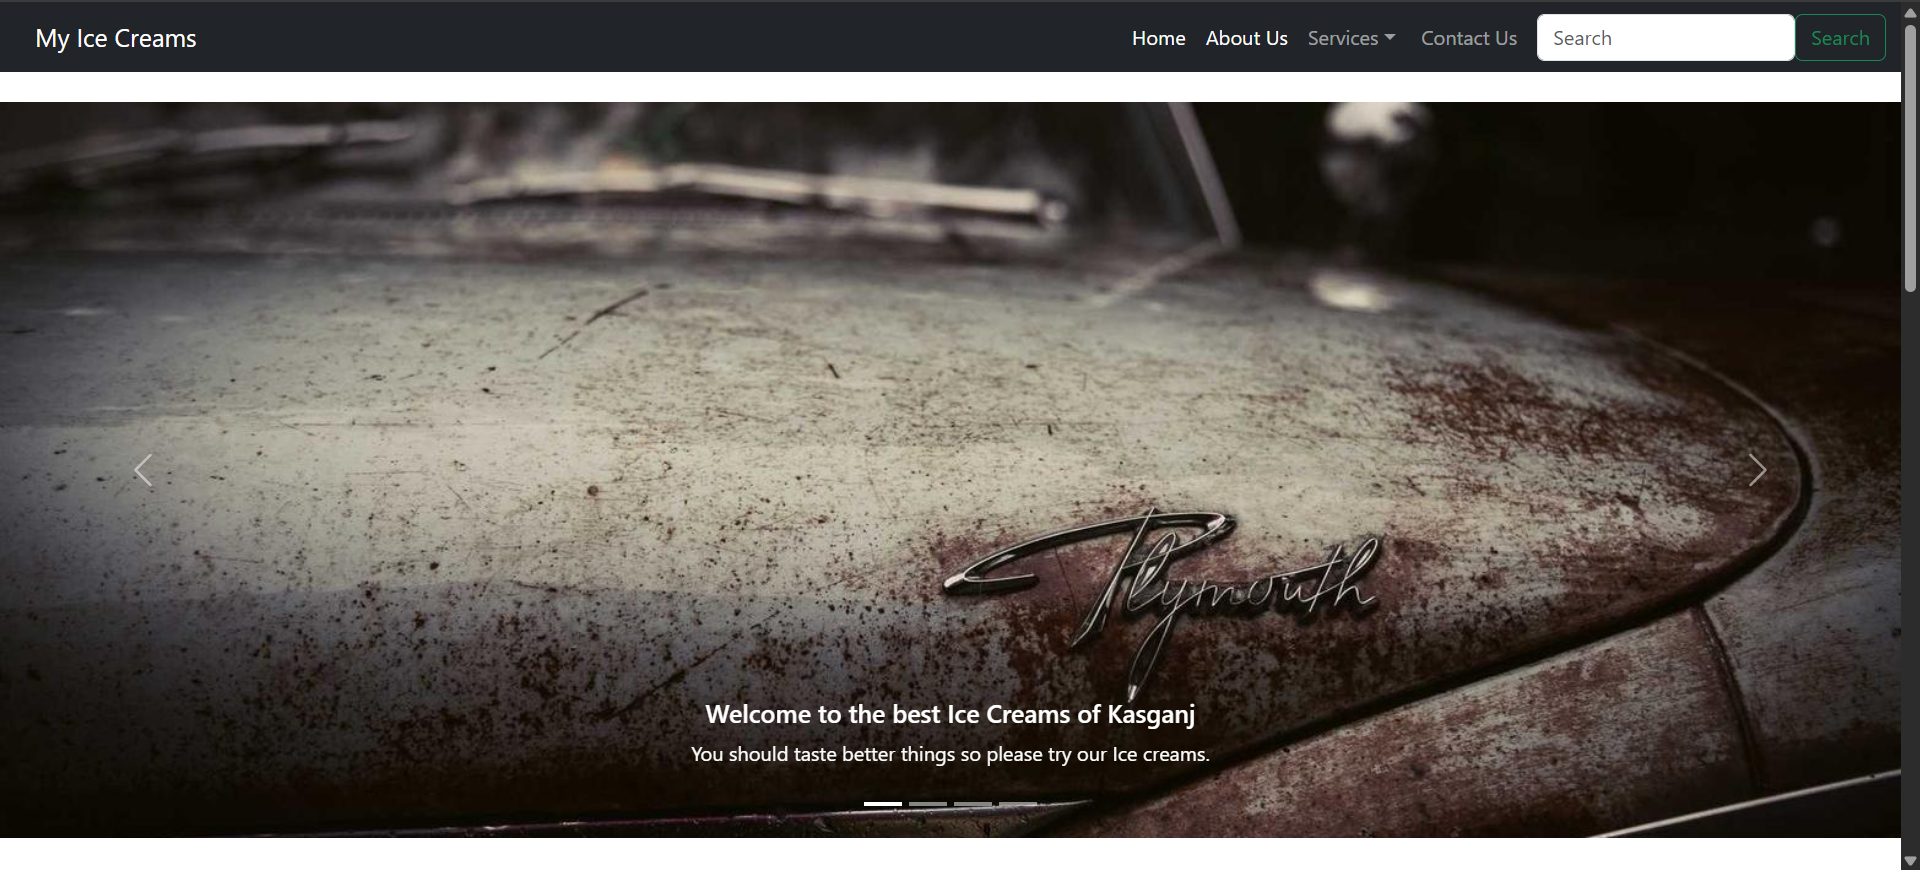 My Ice Creams
Home About Us Services Contact Us Search Search
Plymouth
Welcome to the best Ice Creams of Kasganj
You should taste better things so please try our Ice creams.